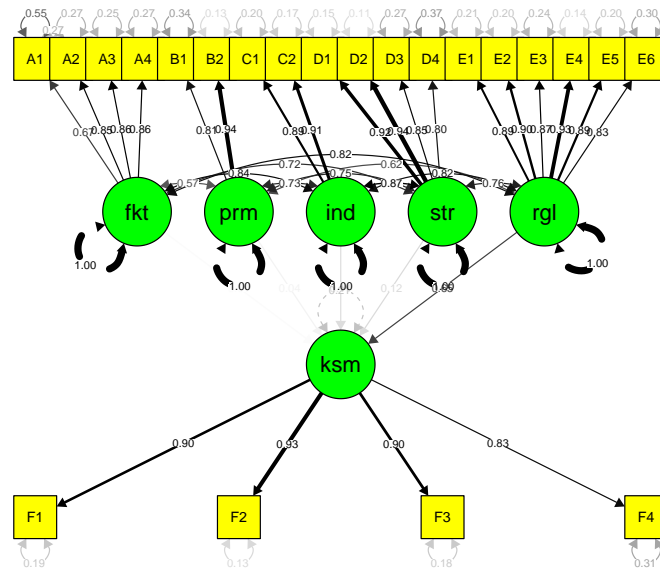 0.55 0.27 0.25 0.27 0.34 0.13 0.20 0.17 0.15 0.11 0.27 0.37 0.21 0.20 0.24 0.14 0.20 0.30
A1 A2 A3 A4 B1 B2 C1 C2 D1 D2 D3 D4 E1 E2 E3 E4 E5 E6
0.67 0.85 0.86 0.86 0.81 0.94 0.89 0.91 0.92 0.94 0.85 0.80 0.89 0.90 0.87 0.93 0.89 0.83
0.82
0.72 0.62
0.84 0.75 0.82
0.57 0.73 0.87 0.76
fkt prm ind str rgl
1.00 1.00 1.00 1.00 1.00
0.04 0.12
ksm
0.90 0.93 0.90 0.83
F1 F2 F3 F4
0.19 0.13 0.18 0.31